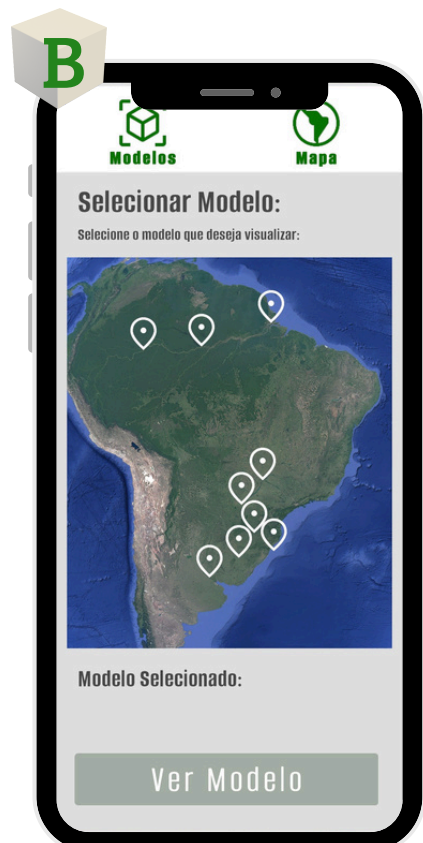 B
Modelos
Mapa
Selecionar Modelo:
Selecione o modelo que deseja visualizar:
Modelo Selecionado:
Ver Modelo